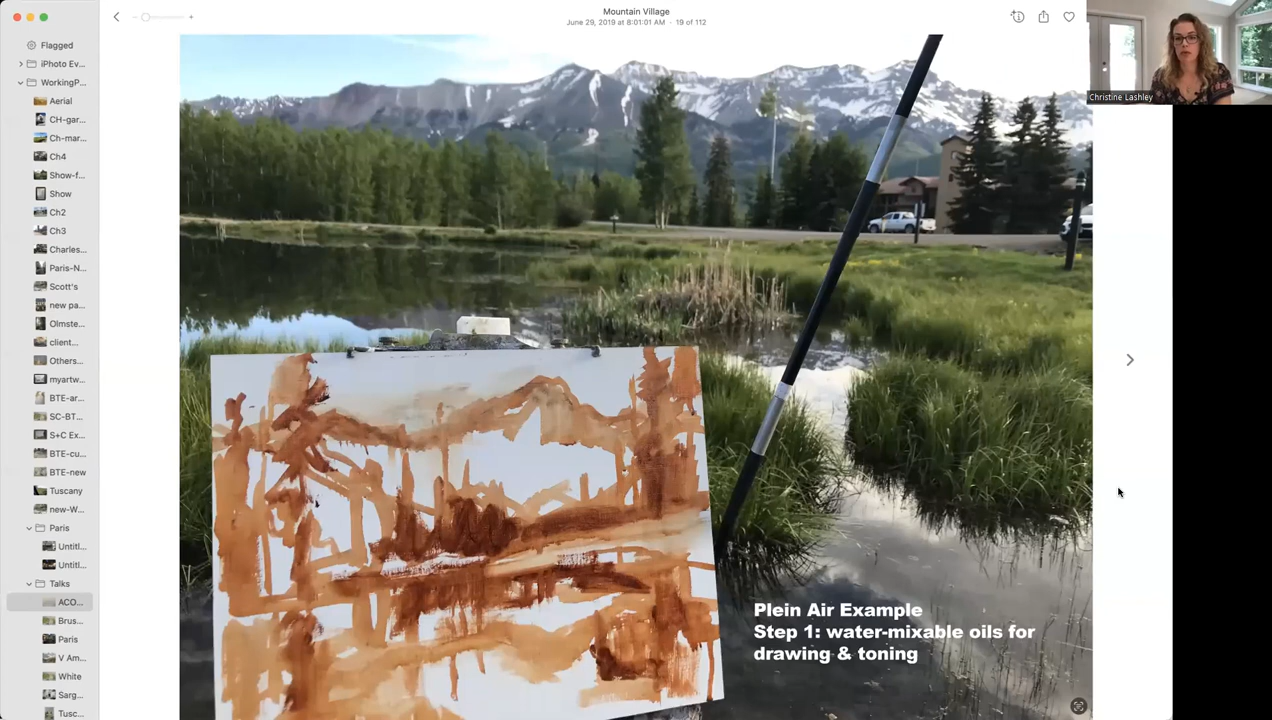 Mountain Village
June 29, 2019 at 8:01:01 AM · 19 of 112
Flagged
iPhoto Ev...
WorkingP...
Aerial
CH-gar...
Ch-mar...
Ch4
Show-f...
Show
Ch2
Ch3
Charles...
Paris-N...
Scott's
new pa...
Olmste...
client...
Others...
myartw...
BTE-ar...
SC-BT...
S+C Ex...
BTE-cu...
BTE-new
Tuscany
new-W...
Paris
Untitl...
Untitl...
Talks
ACO...
Brus...
Paris
V Am...
White
Sarg...
Tusc...
Christine Lashley
Plein Air Example
Step 1: water-mixable oils for
drawing & toning